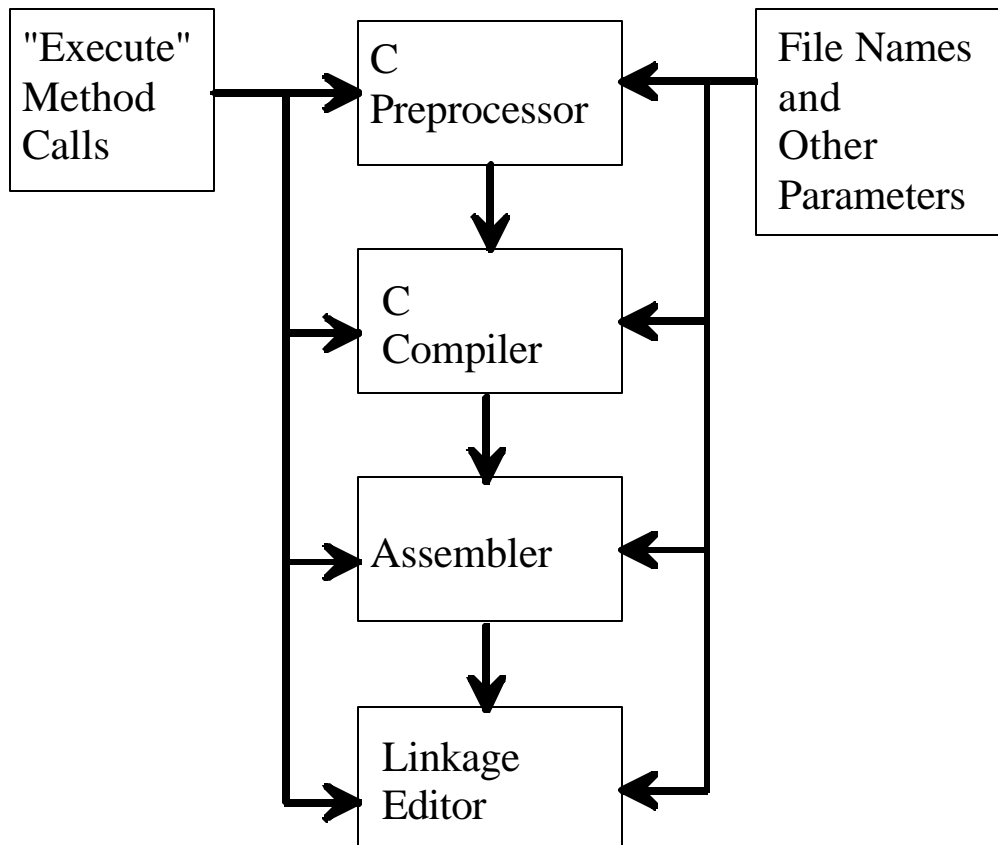 "Execute"
Method
Calls
C
Preprocessor
File Names
and
Other
Parameters
C
Compiler
Assembler
Linkage
Editor